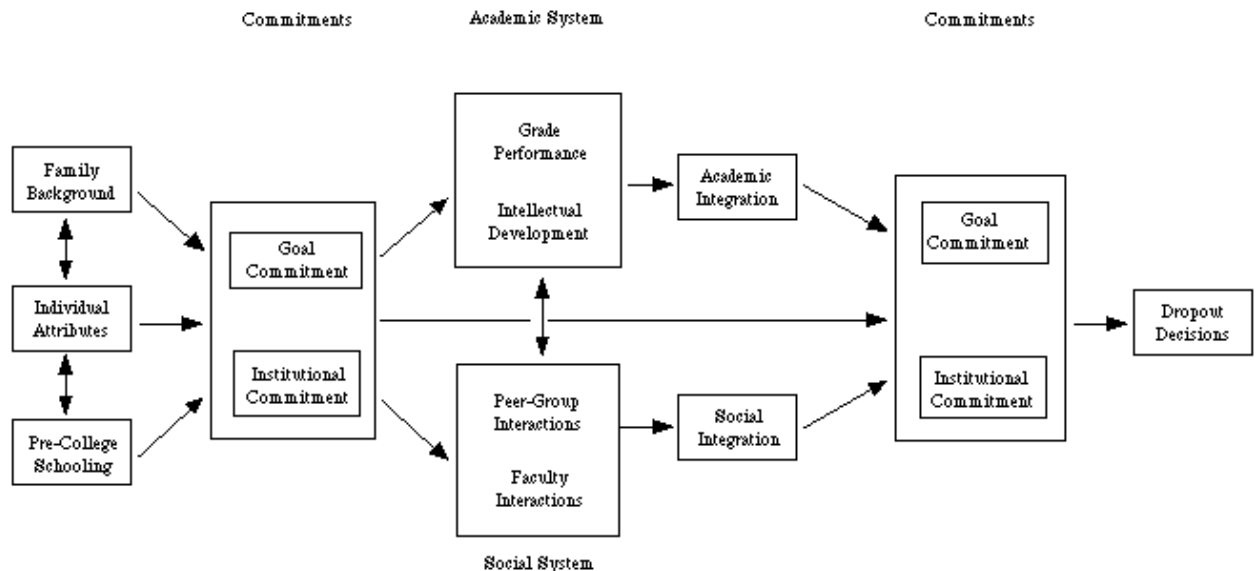 Commitments
Academic System
Commitments
Family
Background
Individual
Attributes
Pre-College
Schooling
Goal
Commitment
Institutional
Commitment
Grade
Performance
Intellectual
Development
Peer-Group
Interactions
Faculty
Interactions
Social System
Academic
Integration
Social
Integration
Goal
Commitment
Institutional
Commitment
Dropout
Decisions